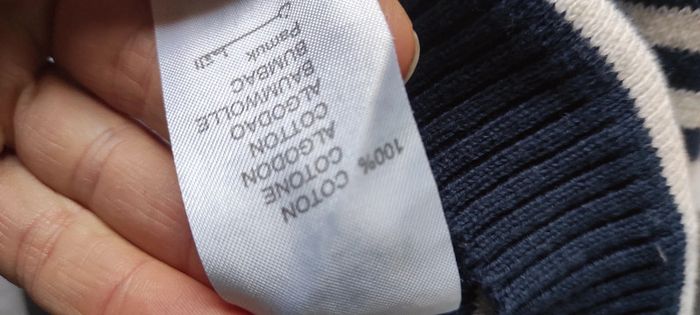 100% COTON
COTONE
ALGODON
COTTON
ALGODAO
BAUMWOLLE
BUMBAC
Pamuk